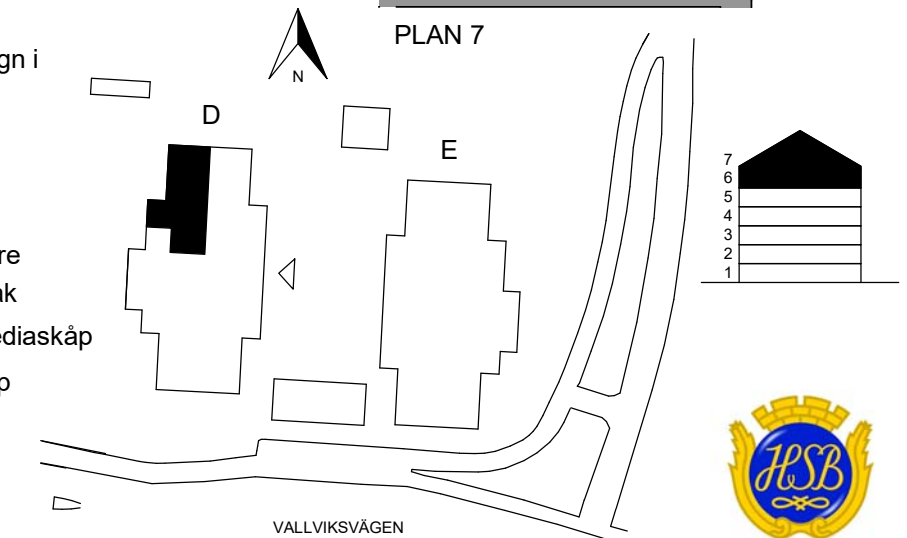 PLAN 7
gn i
N
D
E
7
6
5
4
3
2
1
re
ak
ediaskåp
p
VALLVIKSVÄGEN
HSB